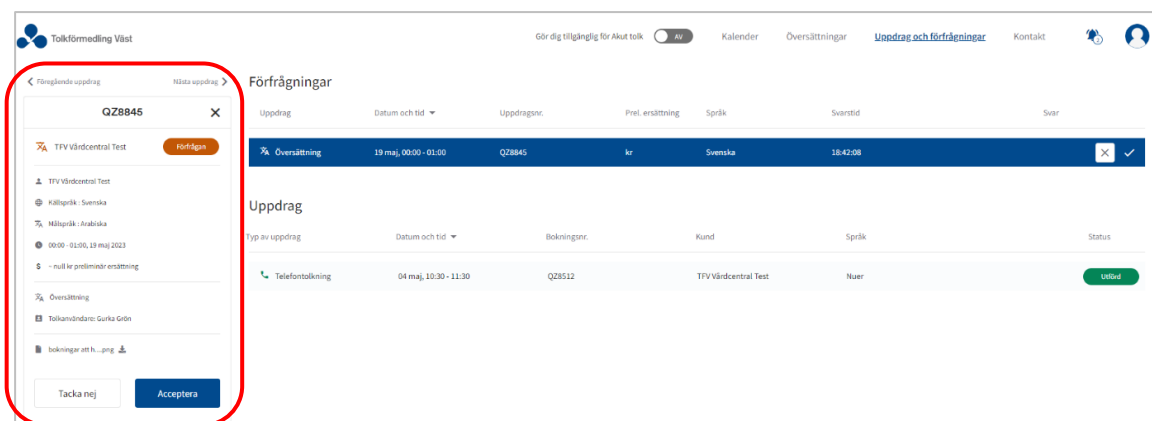 Tolkförmedling Väst
Gör dig tillgänglig för Akut tolk AV Kalender Översättningar Uppdrag och förfrågningar Kontakt
Föregående uppdrag Nästa uppdrag
QZ8845
TFV Vårdcentral Test Förfrågan
TFV Vårdcentral Test
Källspråk : Svenska
Målspråk : Arabiska
00:00 - 01:00, 19 maj 2023
$ ~ null kr preliminär ersättning
Översättning
Tolkanvändare: Gurka Grön
bokningar att h....png
Tacka nej Acceptera
Förfrågningar
Uppdrag Datum och tid Uppdragsnr. Prel. ersättning Språk Svarstid Svar
Översättning 19 maj, 00:00 - 01:00 QZ8845 kr Svenska 18:42:08
Uppdrag
Typ av uppdrag Datum och tid Bokningsnr. Kund Språk Status
Telefontolkning 04 maj, 10:30 - 11:30 QZ8512 TFV Vårdcentral Test Nuer Utförd